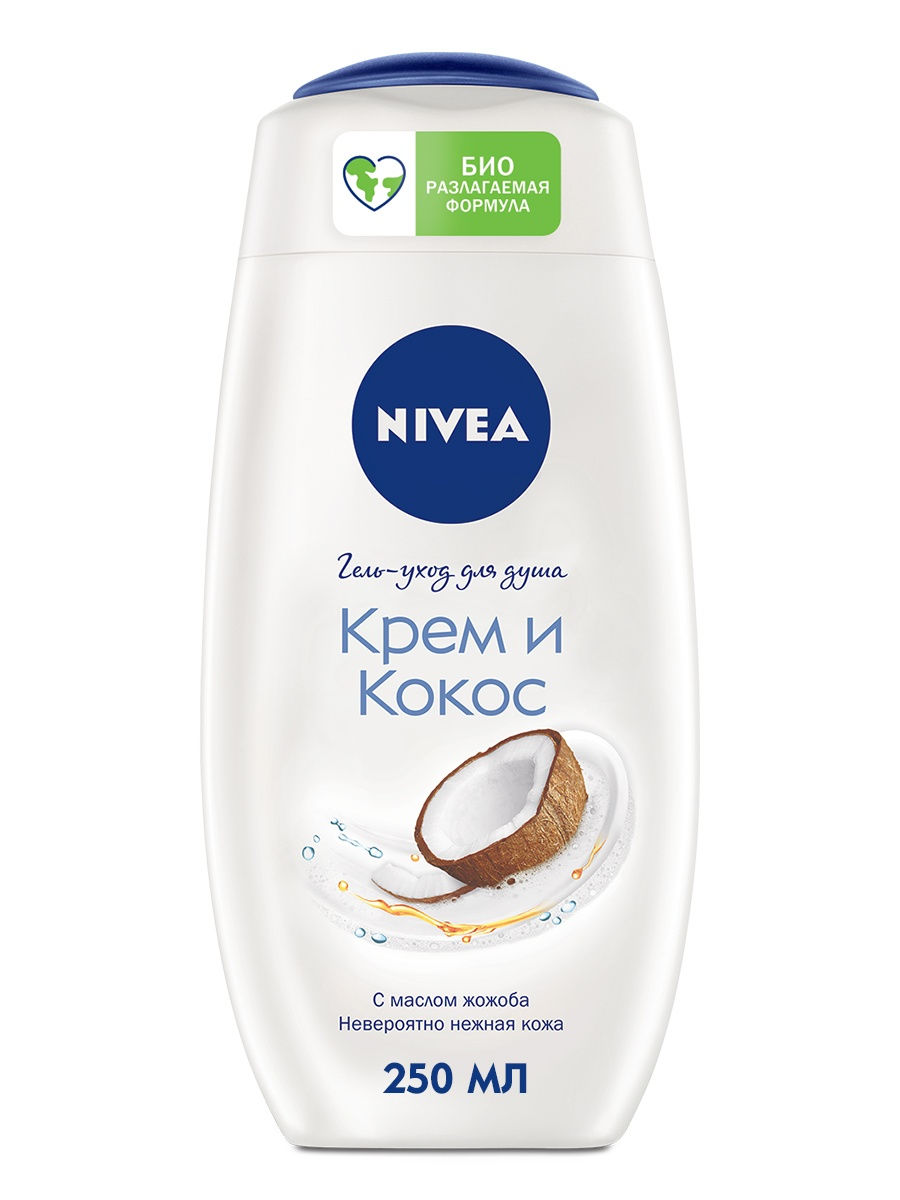 БИО
РАЗЛАГАЕМАЯ
ФОРМУЛА
NIVEA
Гель-уход для душа
Крем и
Кокос
С маслом жожоба
Невероятно нежная кожа
250 МЛ